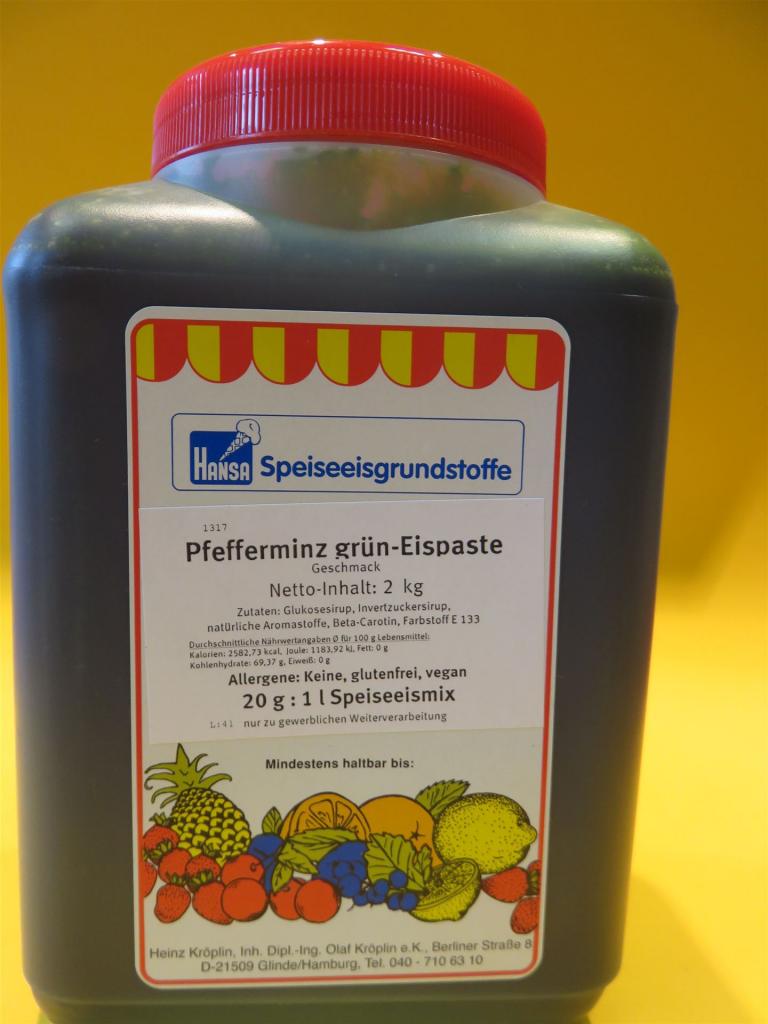 HANSA Speiseeisgrundstoffe
1317
Pfefferminz grün-Eispaste
Geschmack
Netto-Inhalt: 2 kg
Zutaten: Glukosesirup, Invertzuckersirup,
natürliche Aromastoffe, Beta-Carotin, Farbstoff E 133
Durchschnittliche Nährwertangaben Ø für 100 g Lebensmittel:
Kalorien: 2582,73 kcal, Joule: 1183,92 kJ, Fett: 0 g
Kohlenhydrate: 69,37 g, Eiweiß: 0 g
Allergene: Keine, glutenfrei, vegan
20 g : 1 l Speiseeismix
L:41 nur zu gewerblichen Weiterverarbeitung
Mindestens haltbar bis:
Heinz Kröplin, Inh. Dipl.-Ing. Olaf Kröplin e.K., Berliner Straße 8
D-21509 Glinde/Hamburg, Tel. 040 - 710 63 10